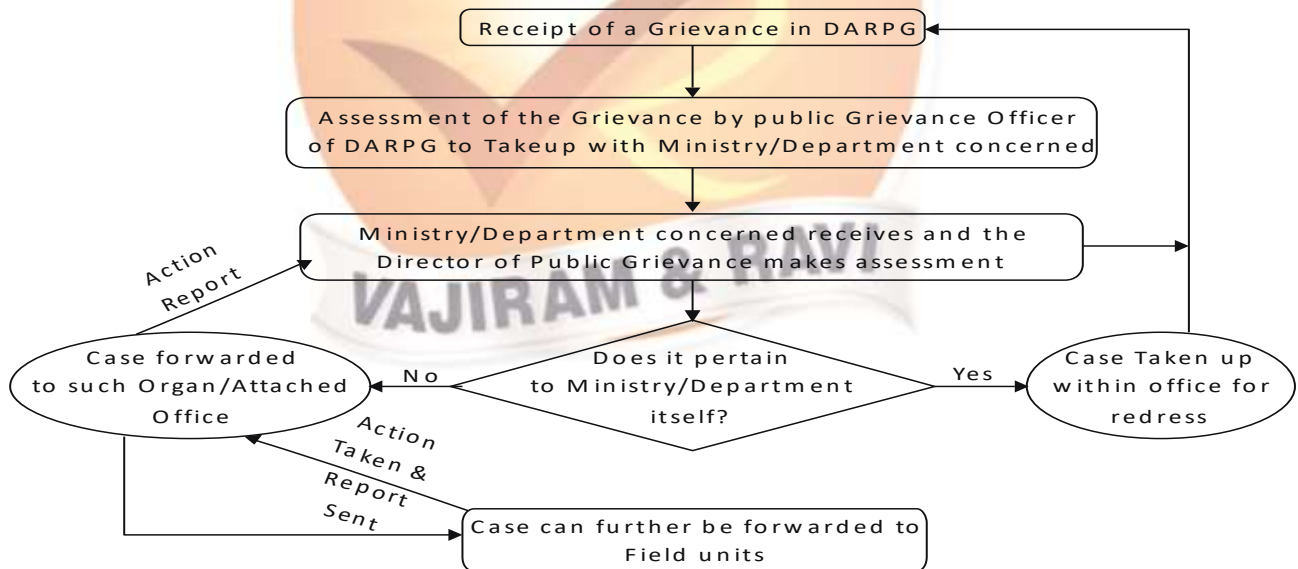 Receipt of a Grievance in DARPG
Assessment of the Grievance by public Grievance Officer
of DARPG to Takeup with Ministry/Department concerned
Ministry/Department concerned receives and the
Director of Public Grievance makes assessment
VAJIRAM & RAVI
Action
Report
Case forwarded
to such Organ/Attached
Office
No
Does it pertain
to Ministry/Department
itself?
Yes
Case Taken up
within office for
redress
Action
Taken &
Report
Sent
Case can further be forwarded to
Field units